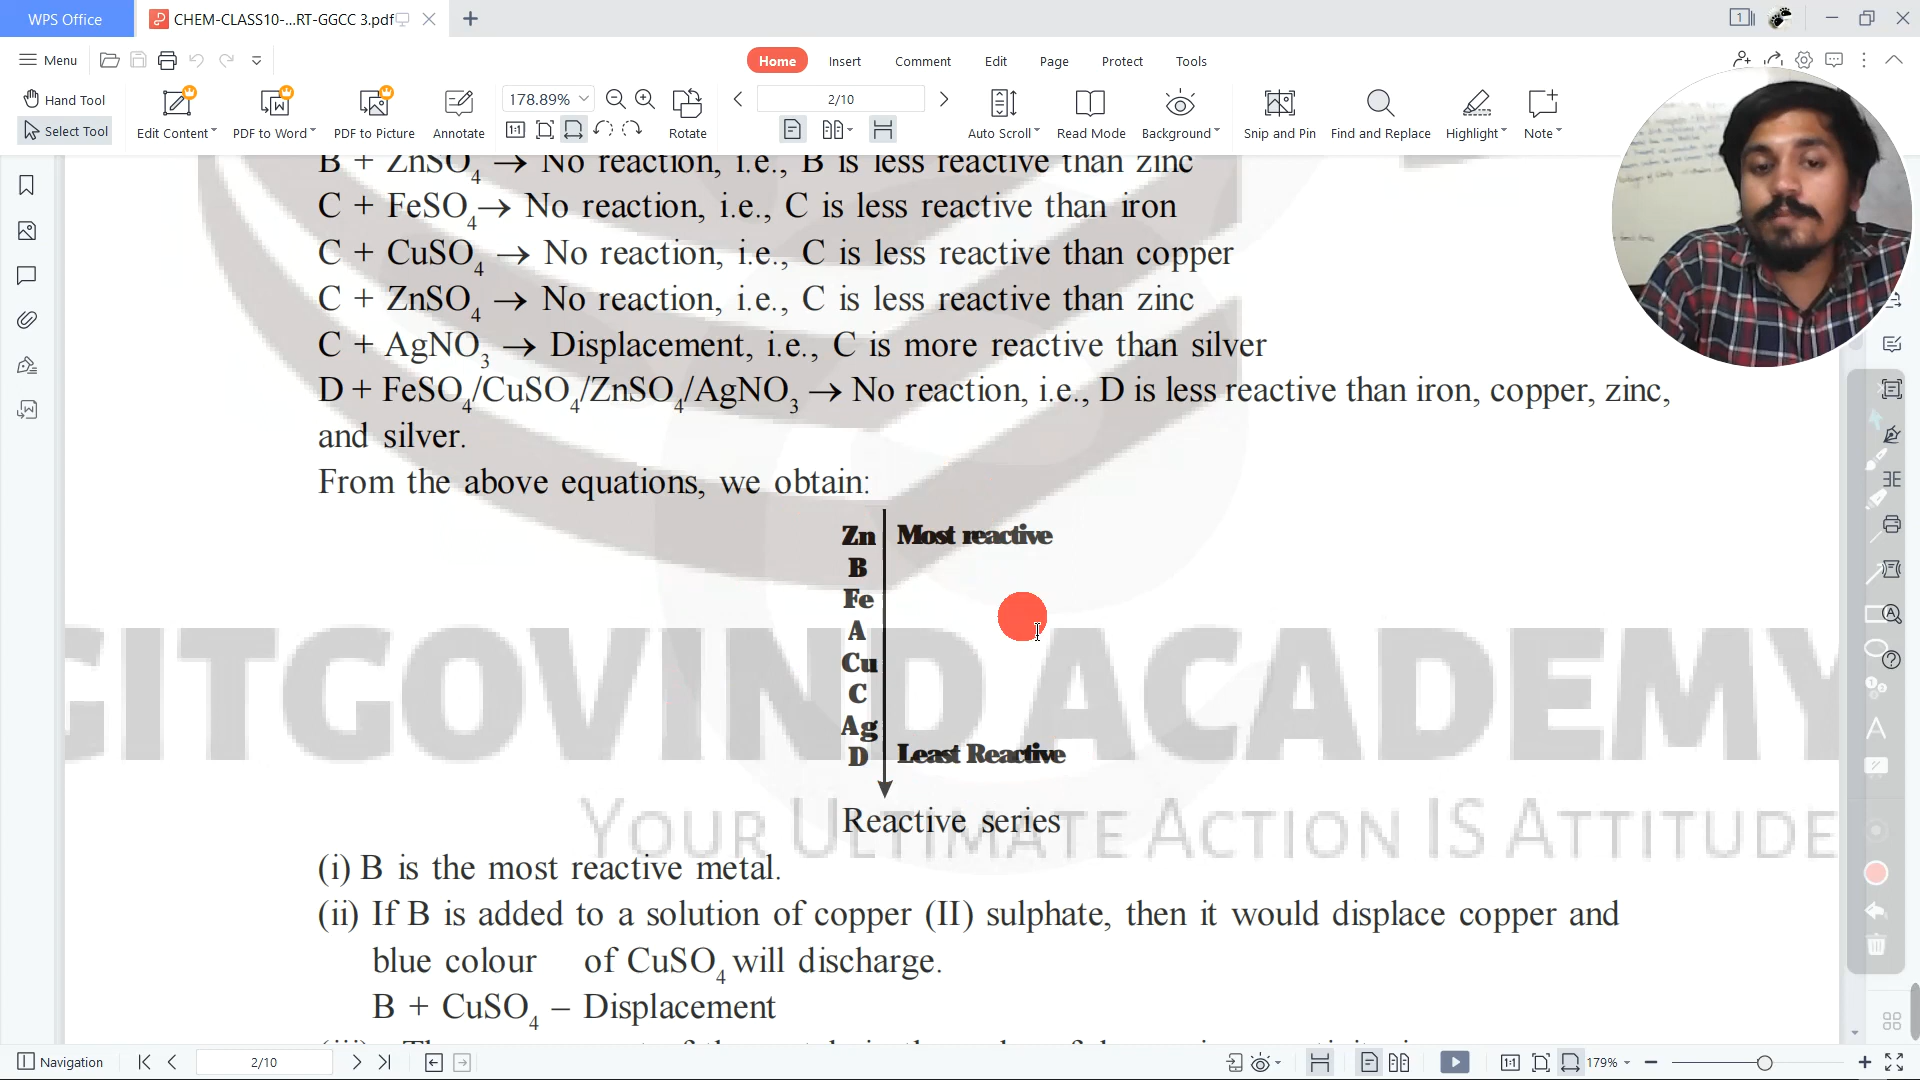 WPS Office
CHEM-CLASS10-...RT-GGCC 3.pdf
1
Menu
Home Insert Comment Edit Page Protect Tools
Hand Tool
Select Tool
Edit Content
PDF to Word
PDF to Picture
Annotate
178.89%
1:1
Rotate
2/10
Auto Scroll
Read Mode
Background
Snip and Pin
Find and Replace
Highlight
Note
B + ZnSO4 → No reaction, i.e., B is less reactive than zinc
C + FeSO4→ No reaction, i.e., C is less reactive than iron
C + CuSO4 → No reaction, i.e., C is less reactive than copper
C + ZnSO4 → No reaction, i.e., C is less reactive than zinc
C + AgNO3 → Displacement, i.e., C is more reactive than silver
D + FeSO4/CuSO4/ZnSO4/AgNO3 → No reaction, i.e., D is less reactive than iron, copper, zinc,
and silver.
From the above equations, we obtain:
Zn Most reactive
B
Fe
A
Cu
C
Ag
D Least Reactive
GITGOVIND ACADEMY
YOUR ULTIMATE ACTION IS ATTITUDE
Reactive series
(i) B is the most reactive metal.
(ii) If B is added to a solution of copper (II) sulphate, then it would displace copper and
blue colour of CuSO4 will discharge.
B + CuSO4 – Displacement
Navigation
2/10
1:1
179%